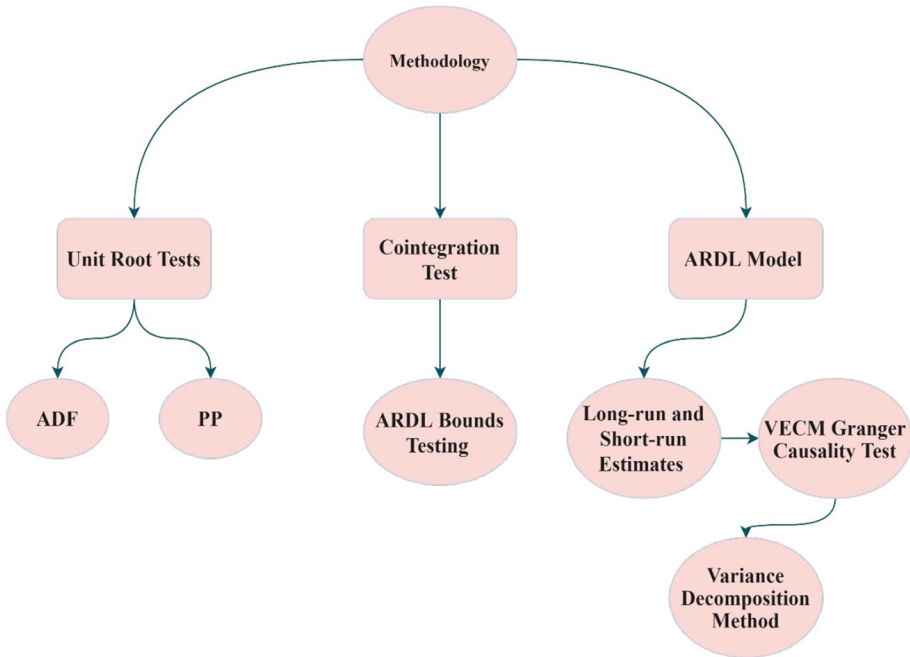 Methodology
Unit Root Tests
Cointegration
Test
ARDL Model
ADF
PP
ARDL Bounds
Testing
Long-run and
Short-run
Estimates
VECM Granger
Causality Test
Variance
Decomposition
Method